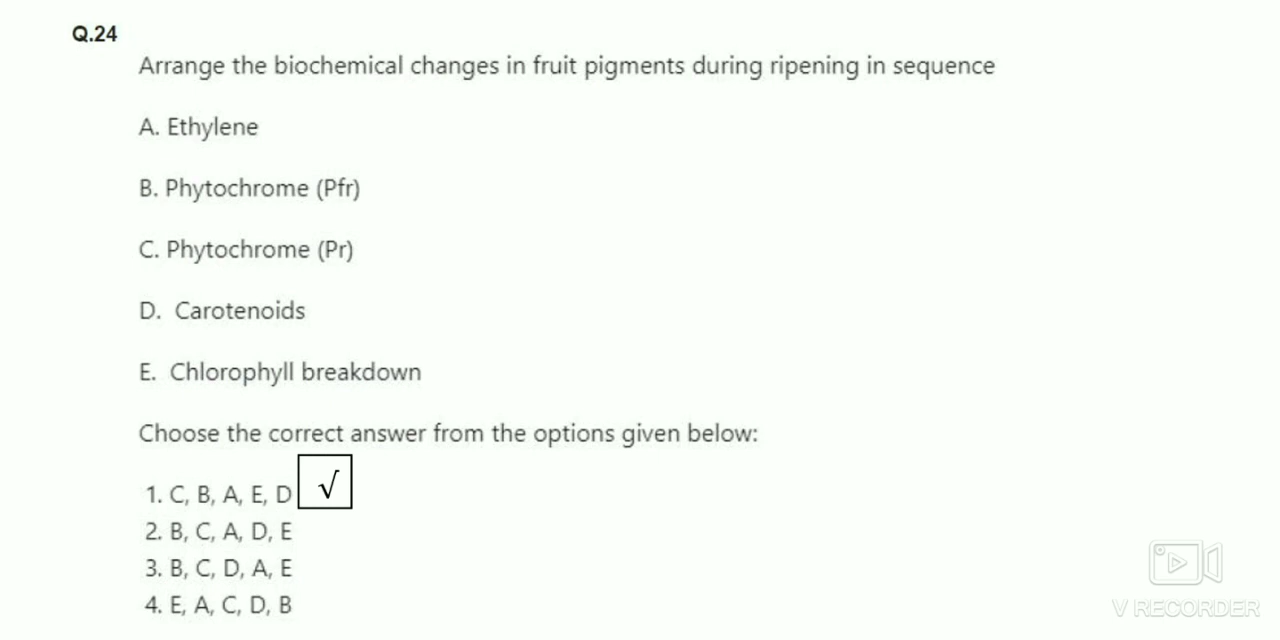 Q.24
Arrange the biochemical changes in fruit pigments during ripening in sequence
A. Ethylene
B. Phytochrome (Pfr)
C. Phytochrome (Pr)
D. Carotenoids
E. Chlorophyll breakdown
Choose the correct answer from the options given below:
1. C, B, A, E, D √
2. B, C, A, D, E
3. B, C, D, A, E
4. E, A, C, D, B
V RECORDER